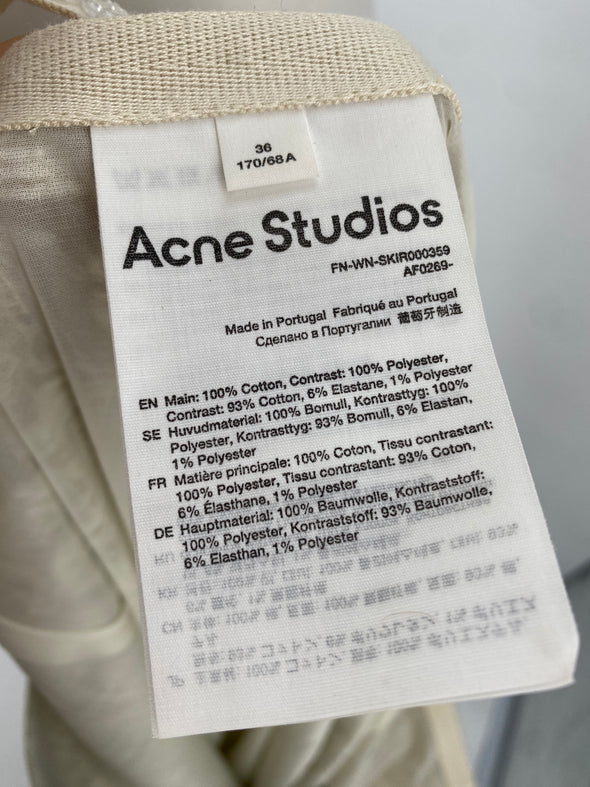 36
170/68A
Acne Studios
FN-WN-SKIR000359
AF0269-
Made in Portugal Fabriqué au Portugal
Сделано в Португалии 葡萄牙制造
EN Main: 100% Cotton, Contrast: 100% Polyester,
Contrast: 93% Cotton, 6% Elastane, 1% Polyester
SE Huvudmaterial: 100% Bomull, Kontrasttyg: 100%
Polyester, Kontrasttyg: 93% Bomull, 6% Elastan,
1% Polyester
FR Matière principale: 100% Coton, Tissu contrastant:
100% Polyester, Tissu contrastant: 93% Coton,
6% Élasthane, 1% Polyester
DE Hauptmaterial: 100% Baumwolle, Kontraststoff:
100% Polyester, Kontraststoff: 93% Baumwolle,
6% Elasthan, 1% Polyester